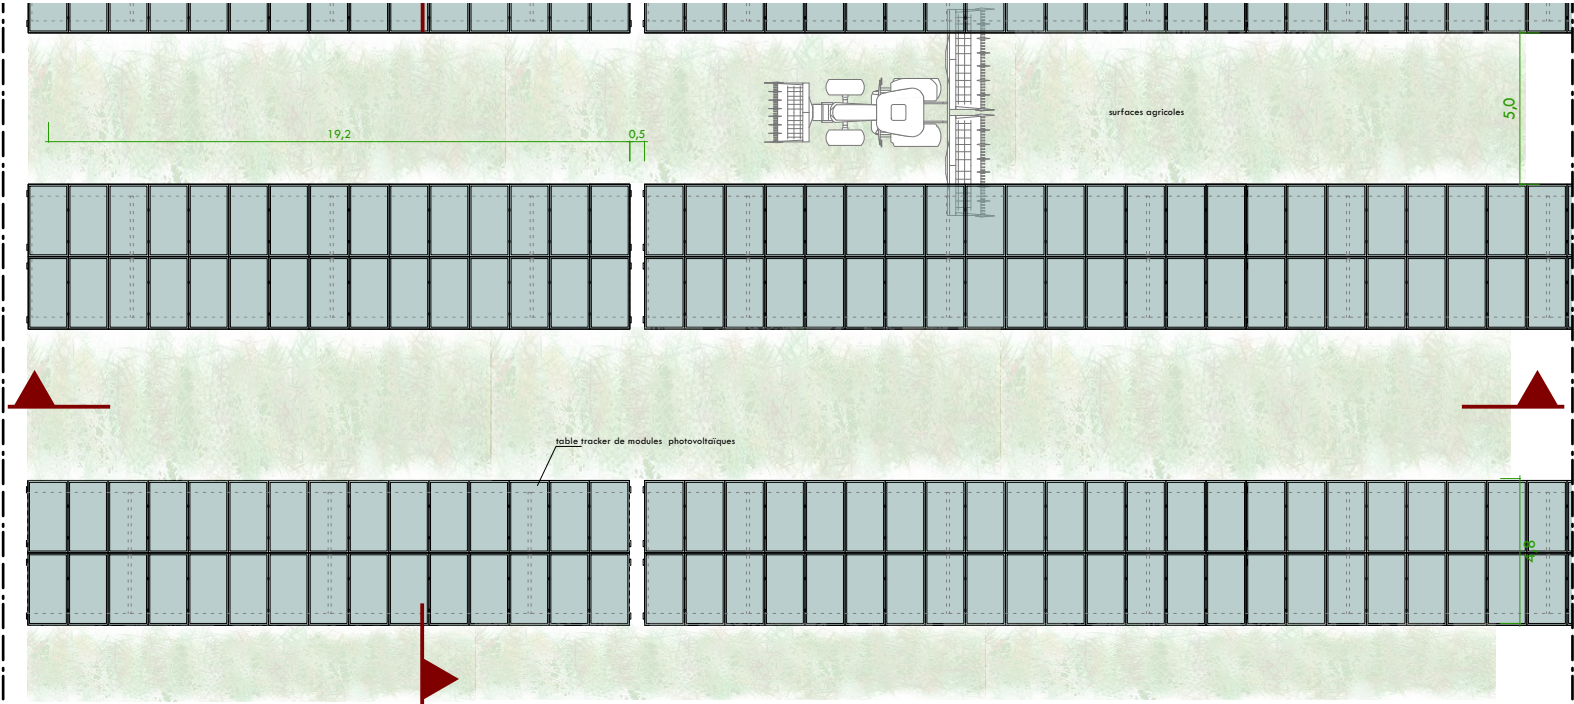 surfaces agricoles
5,0
19,2
0,5
table tracker de modules photovoltaïques
4,8